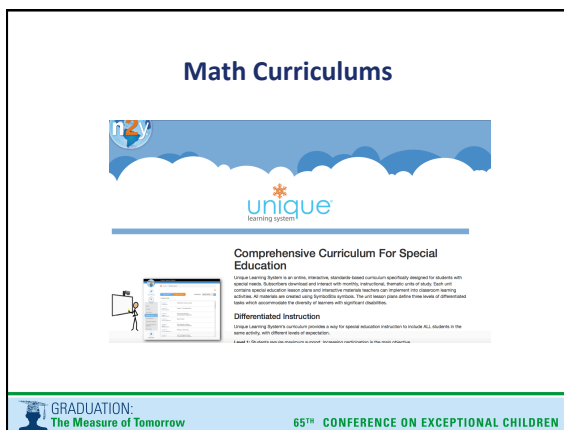 Math Curriculums
n2y
unique
learning system
Comprehensive Curriculum For Special
Education
Unique Learning System is an online, interactive, standards-based curriculum specifically designed for students with
special needs. Subscribers download and interact with monthly, instructional, thematic units of study. Each unit
contains special education lesson plans and interactive materials teachers can implement into classroom learning
activities. All materials are created using SymbolStix symbols. The unit lesson plans define three levels of differentiated
tasks which accommodate the diversity of learners with significant disabilities.
Differentiated Instruction
Unique Learning System's curriculum provides a way for special education instruction to include ALL students in the
same activity, with different levels of expectation.
Level 1: Students require maximum support, increasing participation is the main objective.
GRADUATION:
The Measure of Tomorrow
65TH CONFERENCE ON EXCEPTIONAL CHILDREN